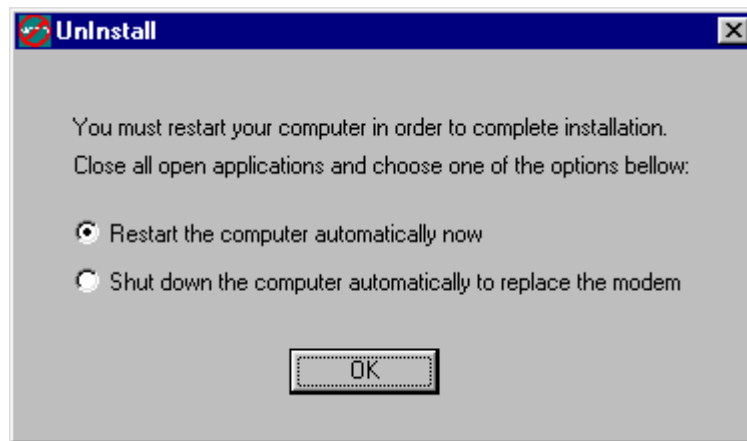 UnInstall
You must restart your computer in order to complete installation.
Close all open applications and choose one of the options bellow:
Restart the computer automatically now
Shut down the computer automatically to replace the modem
OK